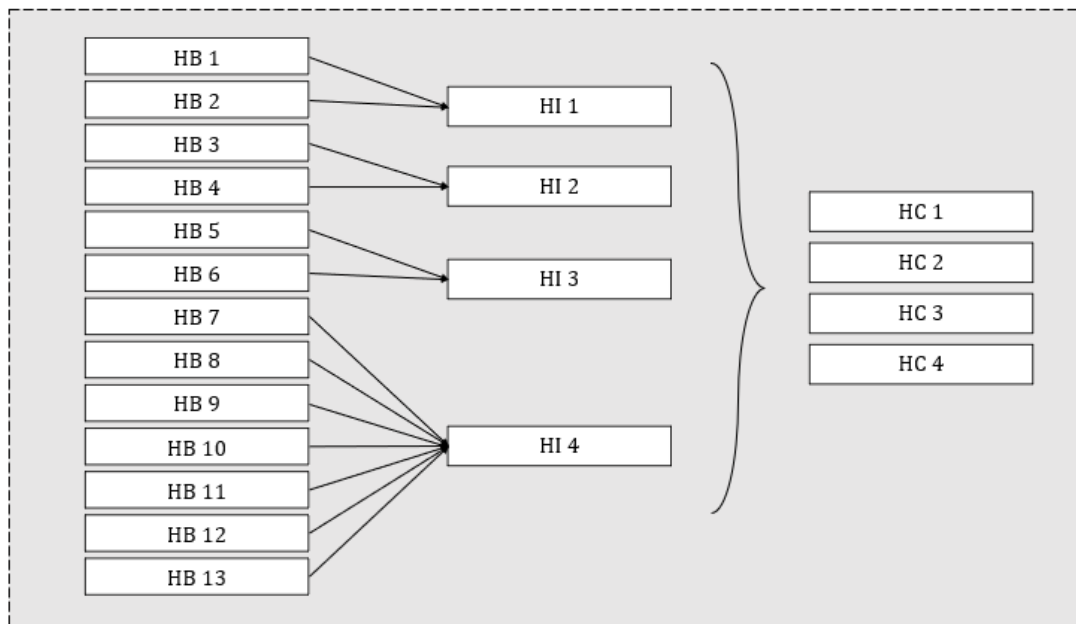 HB 1
HB 2
HB 3
HB 4
HB 5
HB 6
HB 7
HB 8
HB 9
HB 10
HB 11
HB 12
HB 13
HI 1
HI 2
HI 3
HI 4
HC 1
HC 2
HC 3
HC 4